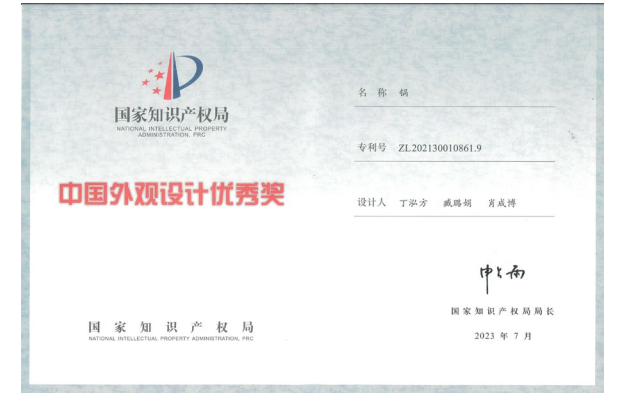 国家知识产权局
NATIONAL INTELLECTUAL PROPERTY
ADMINISTRATION, PRC
中国外观设计优秀奖
国家知识产权局
NATIONAL INTELLECTUAL PROPERTY ADMINISTRATION, PRC
名 称 锅
专利号 ZL202130010861.9
设计人 丁泓方 臧璐娟 肖成博
国家知识产权局局长
2023 年 7 月